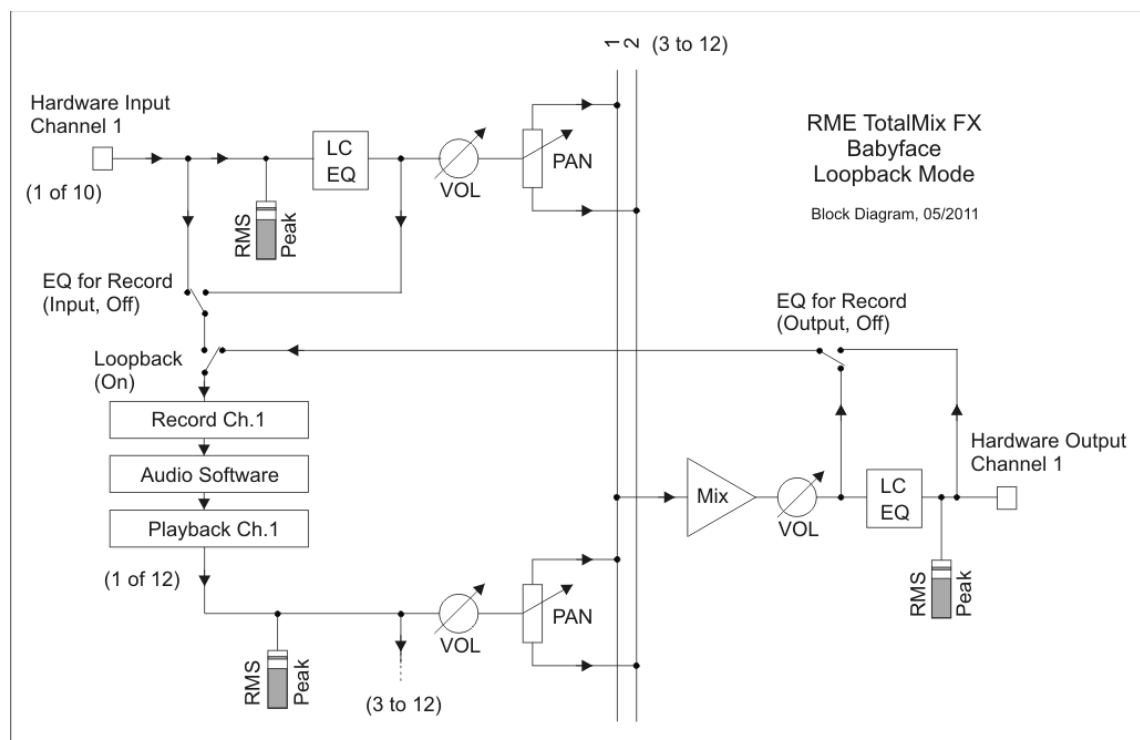 1
2
(3 to 12)
Hardware Input
Channel 1
(1 of 10)
LC
EQ
VOL
PAN
RMS
Peak
RME TotalMix FX
Babyface
Loopback Mode
Block Diagram, 05/2011
EQ for Record
(Input, Off)
EQ for Record
(Output, Off)
Loopback
(On)
Record Ch.1
Audio Software
Playback Ch.1
(1 of 12)
Mix
VOL
LC
EQ
Hardware Output
Channel 1
RMS
Peak
VOL
PAN
RMS
Peak
(3 to 12)